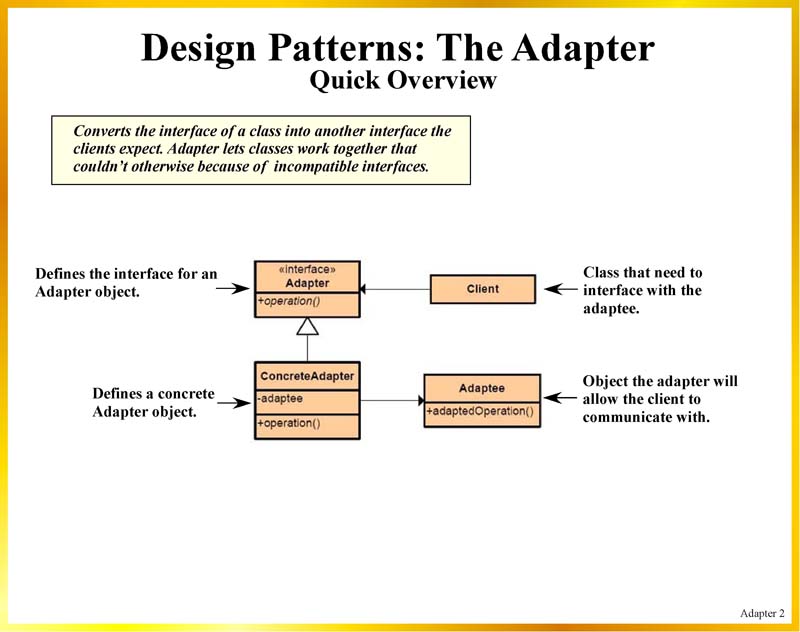 Design Patterns: The Adapter
Quick Overview
Converts the interface of a class into another interface the
clients expect. Adapter lets classes work together that
couldn’t otherwise because of incompatible interfaces.
Defines the interface for an
Adapter object.
«interface»
Adapter
+operation()
Client
Class that need to
interface with the
adaptee.
Defines a concrete
Adapter object.
ConcreteAdapter
-adaptee
+operation()
Adaptee
+adaptedOperation()
Object the adapter will
allow the client to
communicate with.
Adapter 2